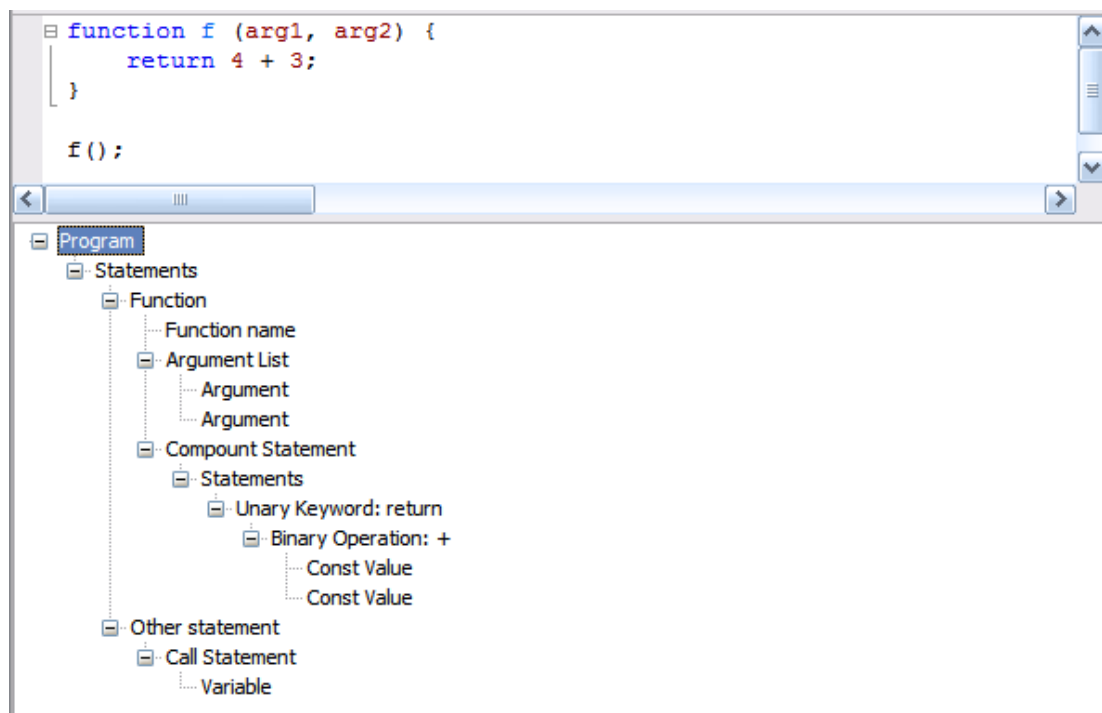 function f (arg1, arg2) {
return 4 + 3;
}
f();
Program
Statements
Function
Function name
Argument List
Argument
Argument
Compount Statement
Statements
Unary Keyword: return
Binary Operation: +
Const Value
Const Value
Other statement
Call Statement
Variable